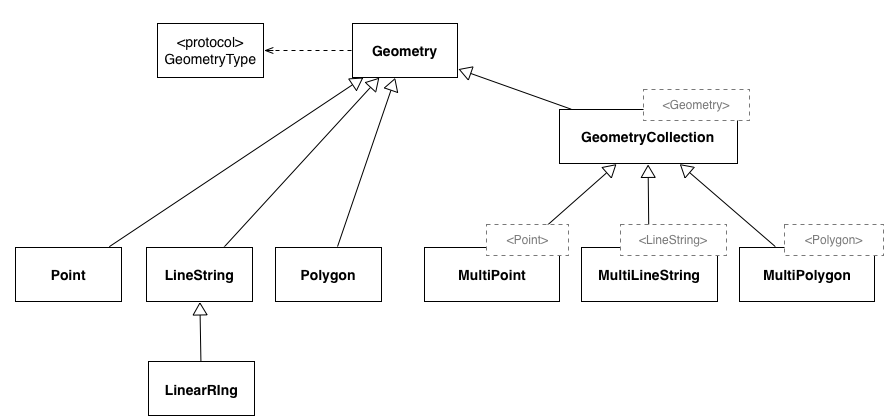 <protocol>
GeometryType
Geometry
<Geometry>
GeometryCollection
<Point>
<LineString>
<Polygon>
Point
LineString
Polygon
MultiPoint
MultiLineString
MultiPolygon
LinearRIng